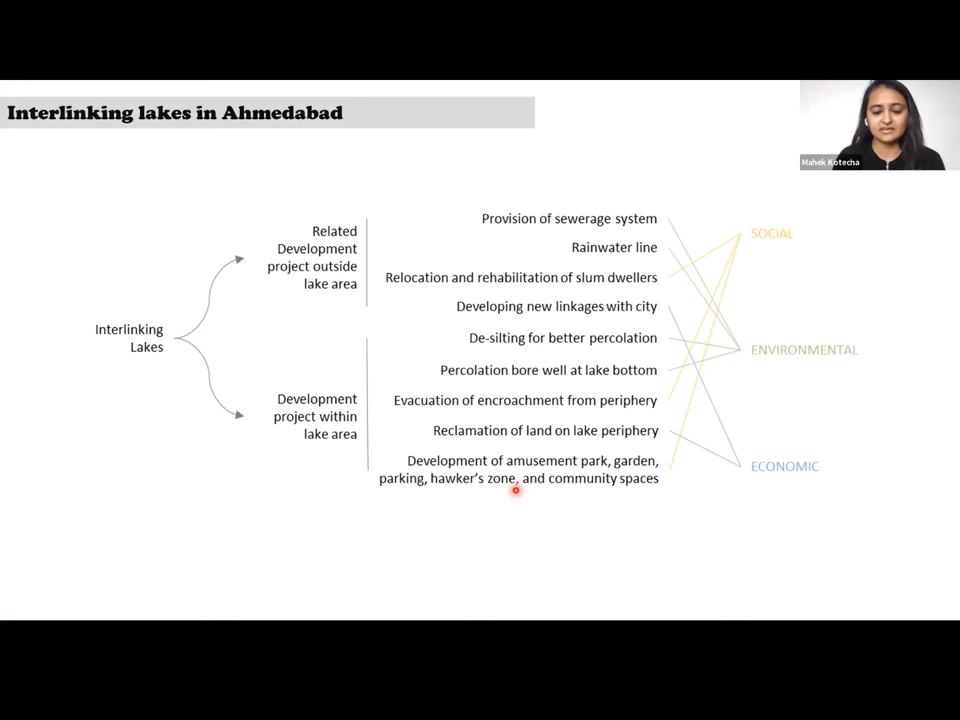 Interlinking lakes in Ahmedabad
Mahek Kotecha
Interlinking
Lakes
Related
Development
project outside
lake area
Development
project within
lake area
Provision of sewerage system
Rainwater line
Relocation and rehabilitation of slum dwellers
Developing new linkages with city
De-silting for better percolation
Percolation bore well at lake bottom
Evacuation of encroachment from periphery
Reclamation of land on lake periphery
Development of amusement park, garden,
parking, hawker's zone, and community spaces
SOCIAL
ENVIRONMENTAL
ECONOMIC